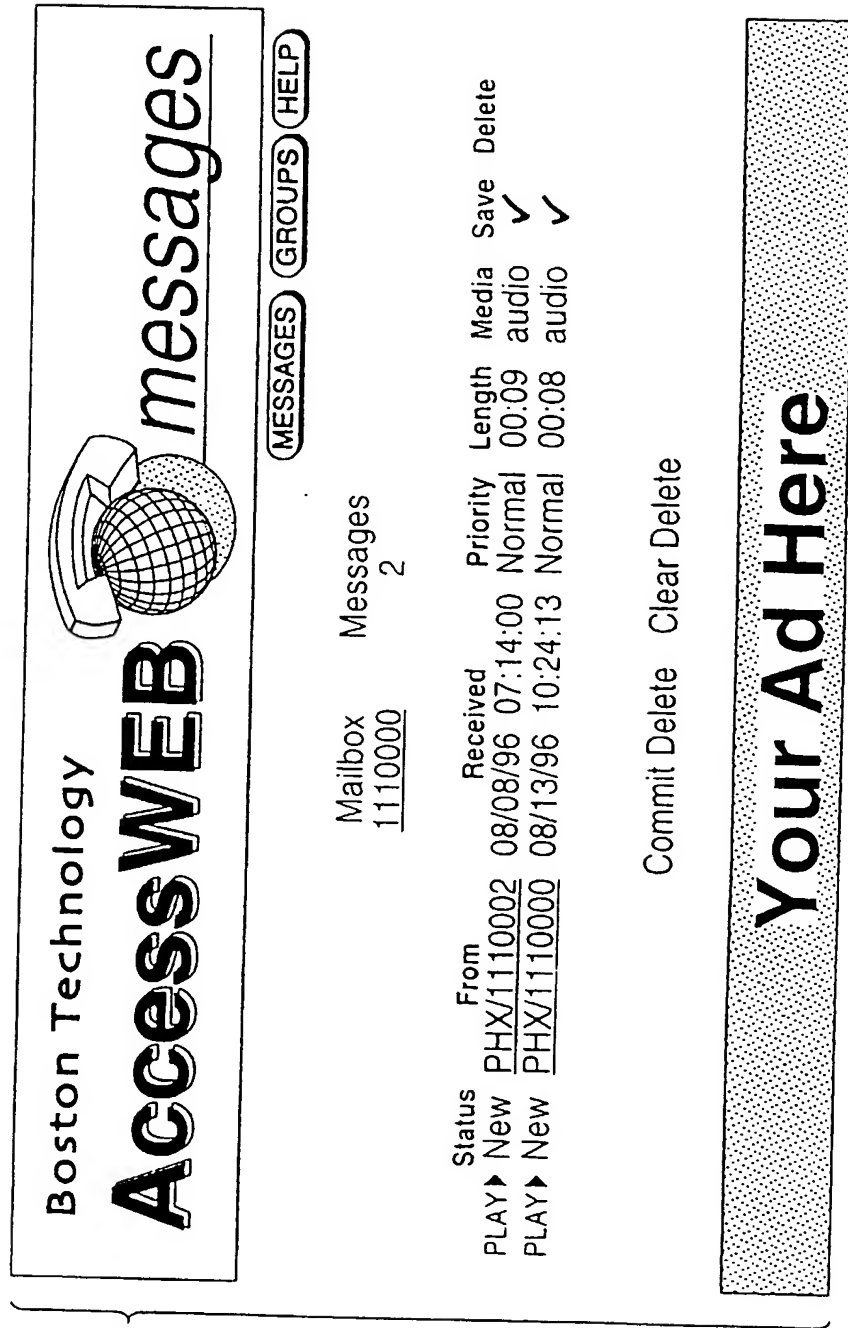 Boston Technology
AccessWEB messages
MESSAGES GROUPS HELP
Mailbox Messages
1110000 2
Status From Received Priority Length Media Save Delete
PLAY New PHX/1110002 08/08/96 07:14:00 Normal 00:09 audio ✓
PLAY New PHX/1110000 08/13/96 10:24:13 Normal 00:08 audio ✓
Commit Delete Clear Delete
Your Ad Here